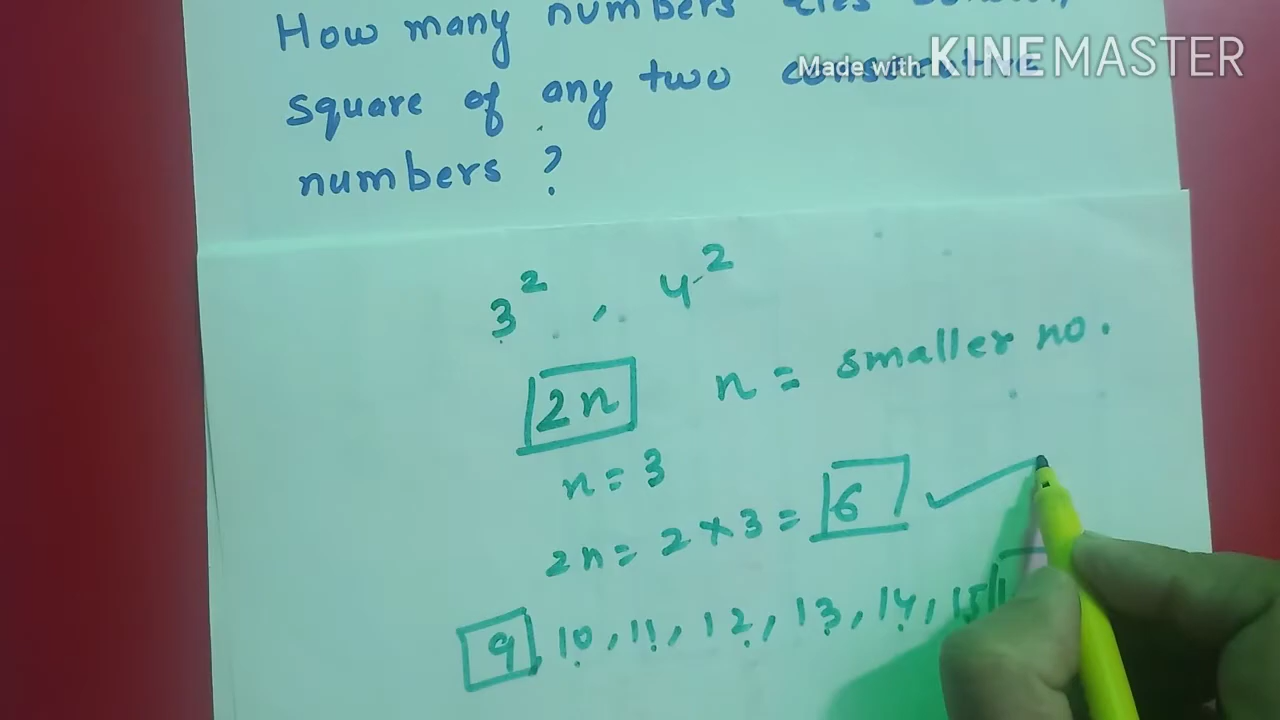 How many numbers lies
Made with KINEMASTER
square of any two
numbers ?
3² , 4²
2n n = smaller no.
n = 3
2n = 2 × 3 = 6 ✓
9, 10, 11, 12, 13, 14, 15